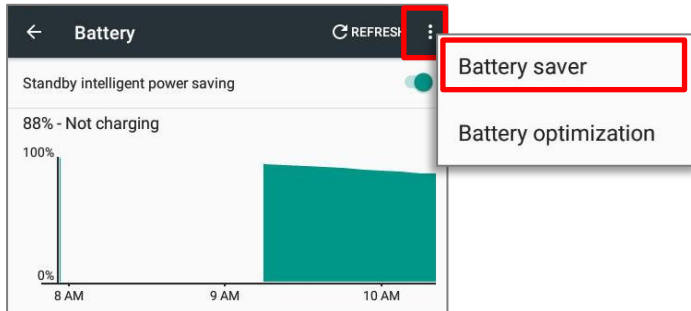 Battery
REFRESH
Standby intelligent power saving
88% - Not charging
100%
0%
8 AM 9 AM 10 AM
Battery saver
Battery optimization